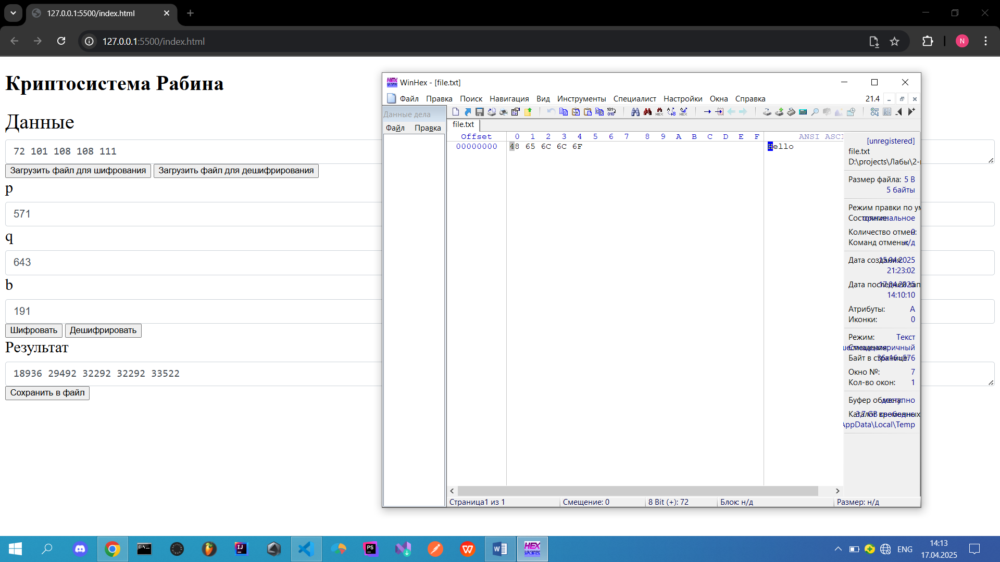 127.0.0.1:5500/index.html
127.0.0.1:5500/index.html
N
Криптосистема Рабина
Данные
72 101 108 108 111
Загрузить файл для шифрования
Загрузить файл для дешифрирования
p
571
q
643
b
191
Шифровать
Дешифрировать
Результат
18936 29492 32292 32292 33522
Сохранить в файл
WinHex - [file.txt]
Файл Правка Поиск Навигация Вид Инструменты Специалист Настройки Окна Справка 21.4
Данные дела
Файл Правка
file.txt
Offset 0 1 2 3 4 5 6 7 8 9 A B C D E F ANSI ASCI
00000000 48 65 6C 6C 6F Hello
[unregistered]
file.txt
D:\projects\Лабы\2-
Размер файла: 5 B
5 байты
Режим правки по ум
Состояние: оригинальное
Количество отмен: 0
Команд отмены: н/д
Дата создания: 15.04.2025
21:23:02
Дата последней зап 17.04.2025
14:10:10
Атрибуты: A
Иконки: 0
Режим: Текст
Смещения: шестнадцатеричный
Байт в странице: 36x16=576
Окно №: 7
Кол-во окон: 1
Буфер обмена: доступно
Каталог временных 3,7 GB свободно
AppData\Local\Temp
Страница1 из 1
Смещение: 0
8 Bit (+): 72
Блок: н/д
Размер: н/д
ENG
14:13
17.04.2025